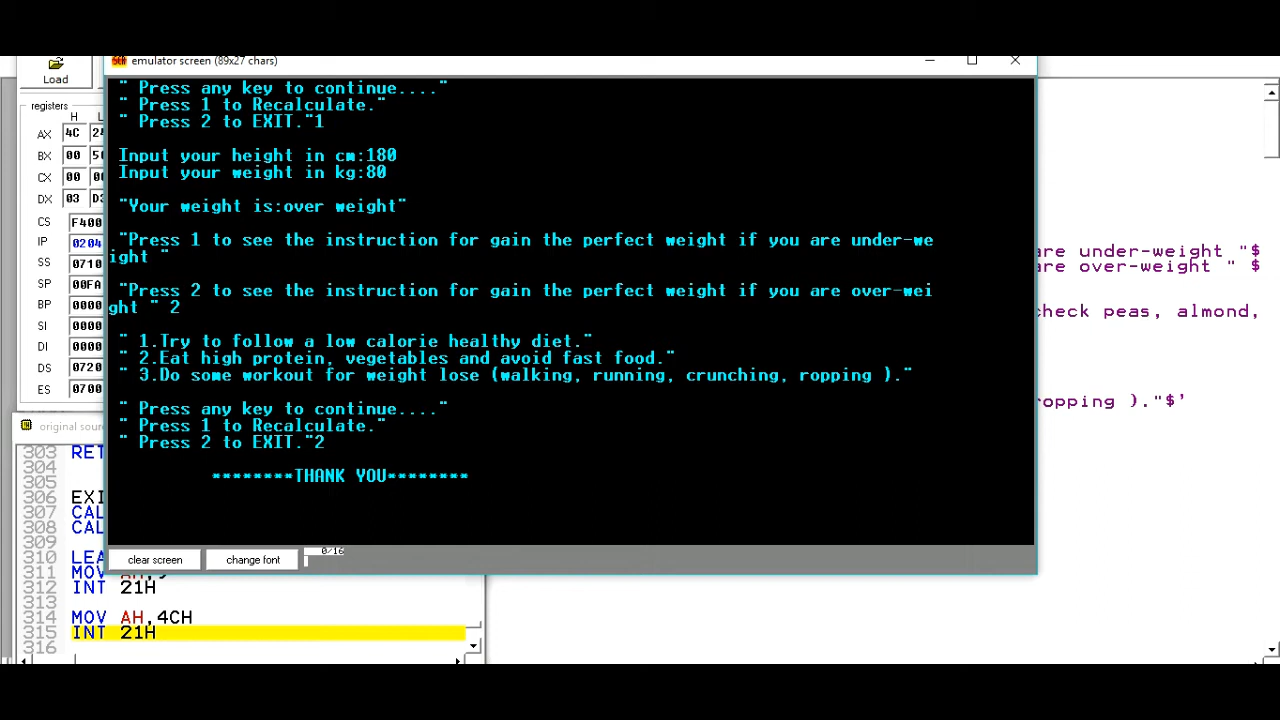 emulator screen (89x27 chars)
Load
registers
H L
AX 4C
BX 00
CX 00
DX 03
CS F400
IP 0204
SS 0710
SP 00FA
BP 0000
SI 0000
DI 0000
DS 0720
ES 0700
" Press any key to continue...."
" Press 1 to Recalculate."
" Press 2 to EXIT."1
Input your height in cm:180
Input your weight in kg:80
"Your weight is:over weight"
"Press 1 to see the instruction for gain the perfect weight if you are under-we
ight "
"Press 2 to see the instruction for gain the perfect weight if you are over-wei
ght " 2
" 1.Try to follow a low calorie healthy diet."
" 2.Eat high protein, vegetables and avoid fast food."
" 3.Do some workout for weight lose (walking, running, crunching, ropping )."
" Press any key to continue...."
" Press 1 to Recalculate."
" Press 2 to EXIT."2
********THANK YOU********
clear screen
change font
0/16
are under-weight "$
are over-weight " $
check peas, almond,
ropping )."$'
original sour
303 RET
304
305
306 EXI
307 CAL
308 CAL
309
310 LEA
311 MOV AH,9
312 INT 21H
313
314 MOV AH,4CH
315 INT 21H
316